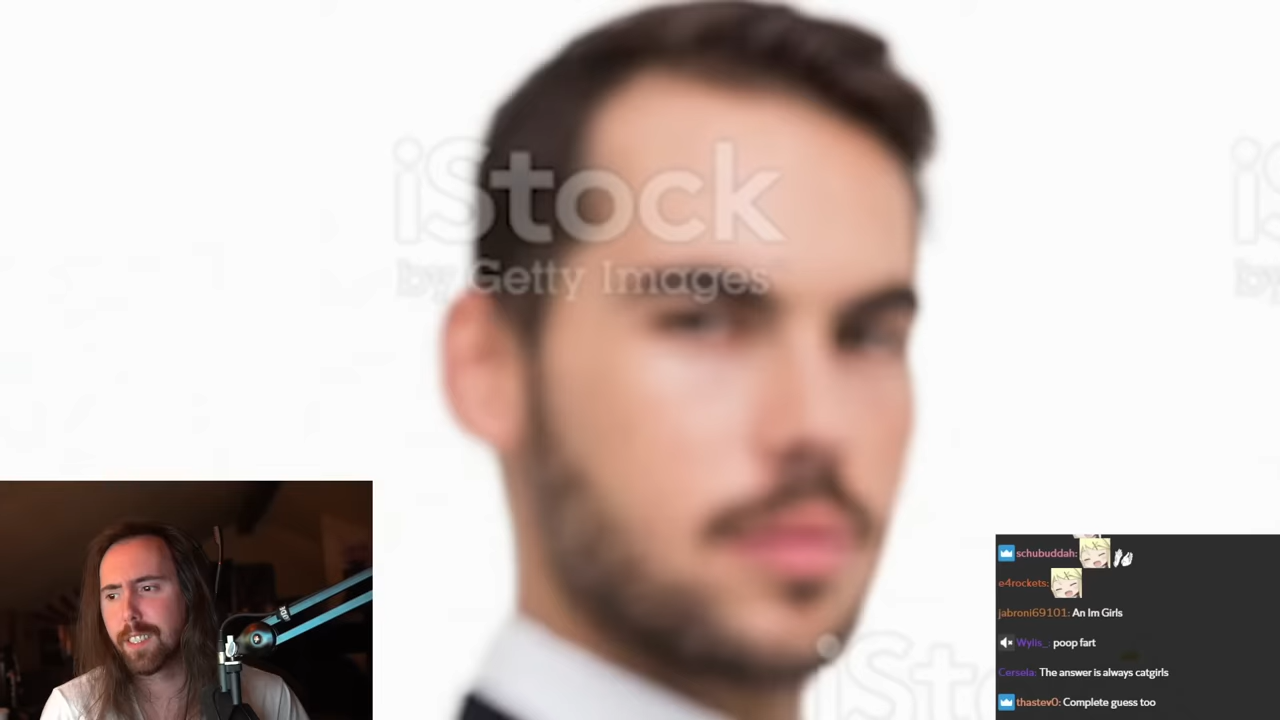 iStock
by Getty Images
schubuddah:
e4rockets:
jabroni69101: An Im Girls
Wylis_: poop fart
Cersela: The answer is always catgirls
thastev0: Complete guess too